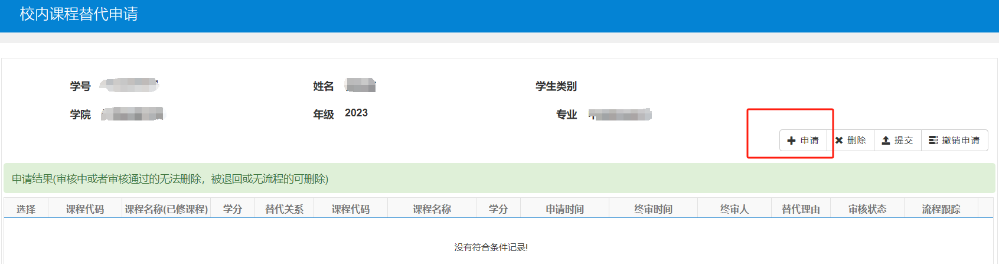 校内课程替代申请
学号 姓名 学生类别
学院 年级 2023 专业
申请 删除 提交 撤销申请
申请结果(审核中或者审核通过的无法删除，被退回或无流程的可删除)
选择 课程代码 课程名称(已修课程) 学分 替代关系 课程代码 课程名称 学分 申请时间 终审时间 终审人 替代理由 审核状态 流程跟踪
没有符合条件记录!